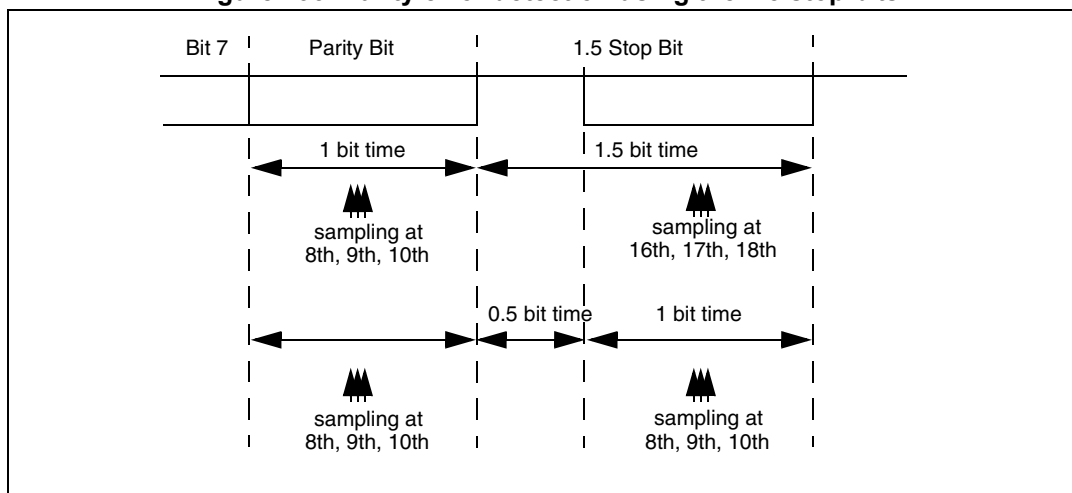 Bit 7 Parity Bit 1.5 Stop Bit
1 bit time 1.5 bit time
sampling at
8th, 9th, 10th
sampling at
16th, 17th, 18th
0.5 bit time 1 bit time
sampling at
8th, 9th, 10th
sampling at
8th, 9th, 10th